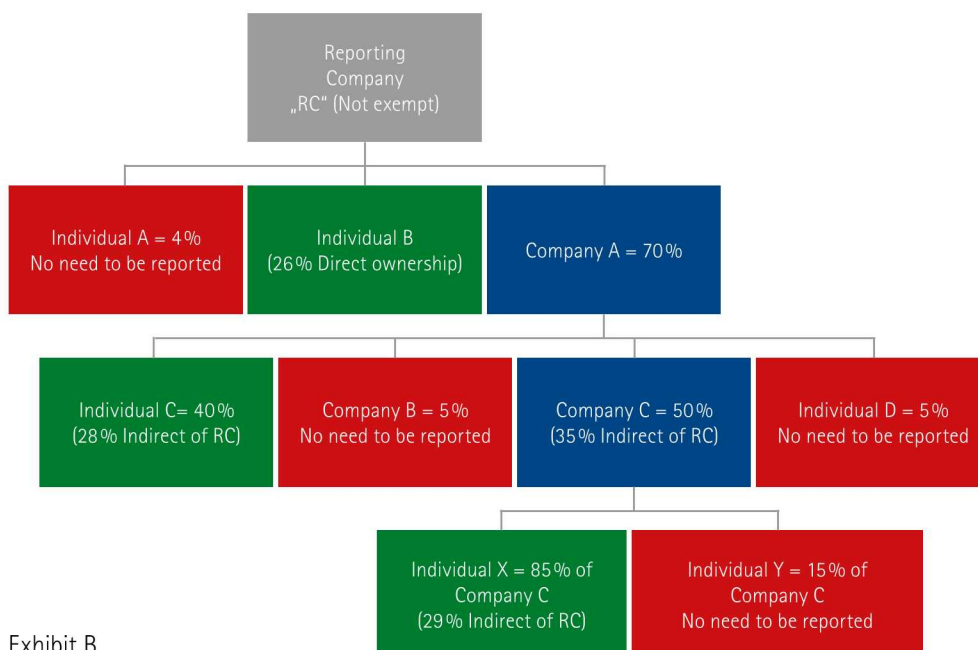 Reporting
Company
„RC“ (Not exempt)
Individual A = 4%
No need to be reported
Individual B
(26% Direct ownership)
Company A = 70%
Individual C= 40%
(28% Indirect of RC)
Company B = 5%
No need to be reported
Company C = 50%
(35% Indirect of RC)
Individual D = 5%
No need to be reported
Individual X = 85% of
Company C
(29% Indirect of RC)
Individual Y = 15% of
Company C
No need to be reported
Exhibit B